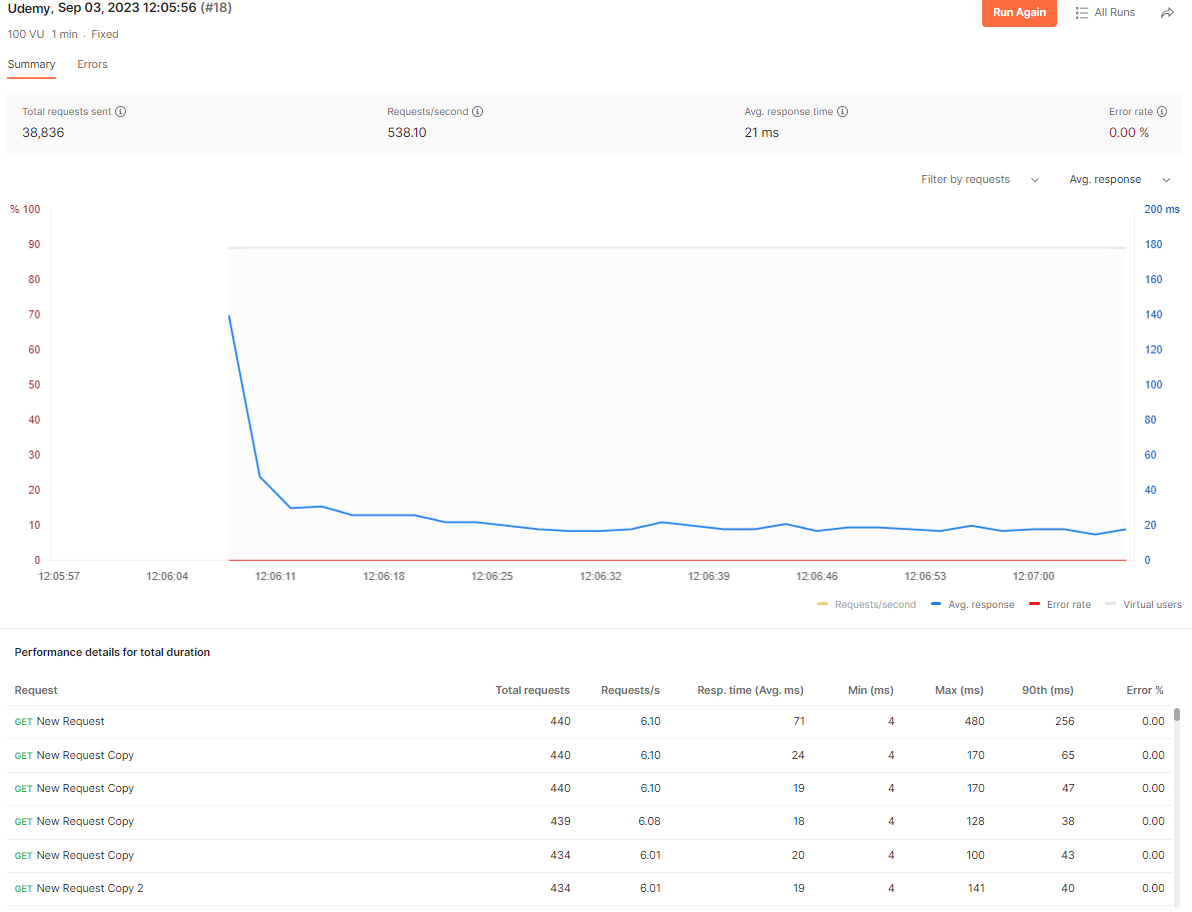 Udemy, Sep 03, 2023 12:05:56 (#18)
Run Again
All Runs
100 VU 1 min . Fixed
Summary Errors
Total requests sent Requests/second Avg. response time Error rate
38,836 538.10 21 ms 0.00 %
Filter by requests Avg. response
% 100 200 ms
90 180
80 160
70 140
60 120
50 100
40 80
30 60
20 40
10 20
0 0
12:05:57 12:06:04 12:06:11 12:06:18 12:06:25 12:06:32 12:06:39 12:06:46 12:06:53 12:07:00
Requests/second Avg. response Error rate Virtual users
Performance details for total duration
Request Total requests Requests/s Resp. time (Avg. ms) Min (ms) Max (ms) 90th (ms) Error %
GET New Request 440 6.10 71 4 480 256 0.00
GET New Request Copy 440 6.10 24 4 170 65 0.00
GET New Request Copy 440 6.10 19 4 170 47 0.00
GET New Request Copy 439 6.08 18 4 128 38 0.00
GET New Request Copy 434 6.01 20 4 100 43 0.00
GET New Request Copy 2 434 6.01 19 4 141 40 0.00